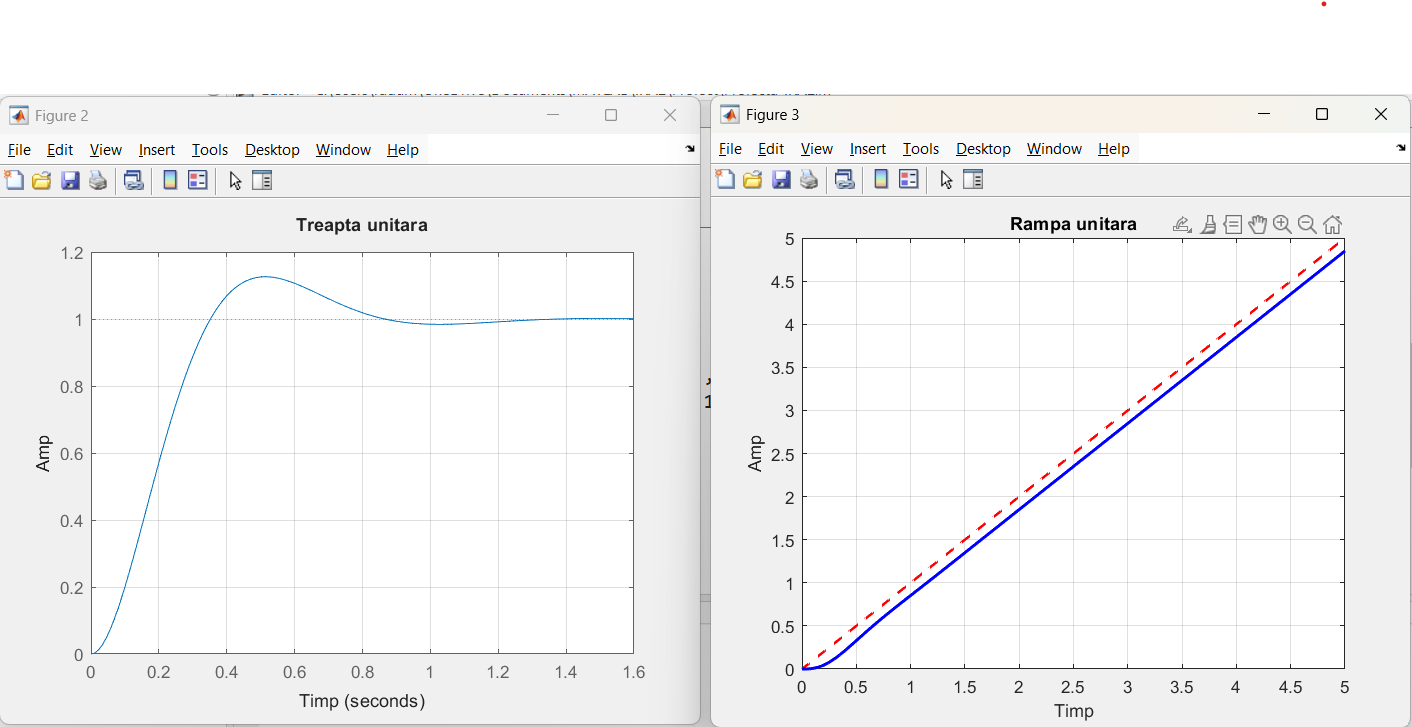 Figure 2
File Edit View Insert Tools Desktop Window Help
Treapta unitara
1.2
1
0.8
0.6
0.4
0.2
0
Amp
0 0.2 0.4 0.6 0.8 1 1.2 1.4 1.6
Timp (seconds)
Figure 3
File Edit View Insert Tools Desktop Window Help
Rampa unitara
5
4.5
4
3.5
3
2.5
2
1.5
1
0.5
0
Amp
0 0.5 1 1.5 2 2.5 3 3.5 4 4.5 5
Timp